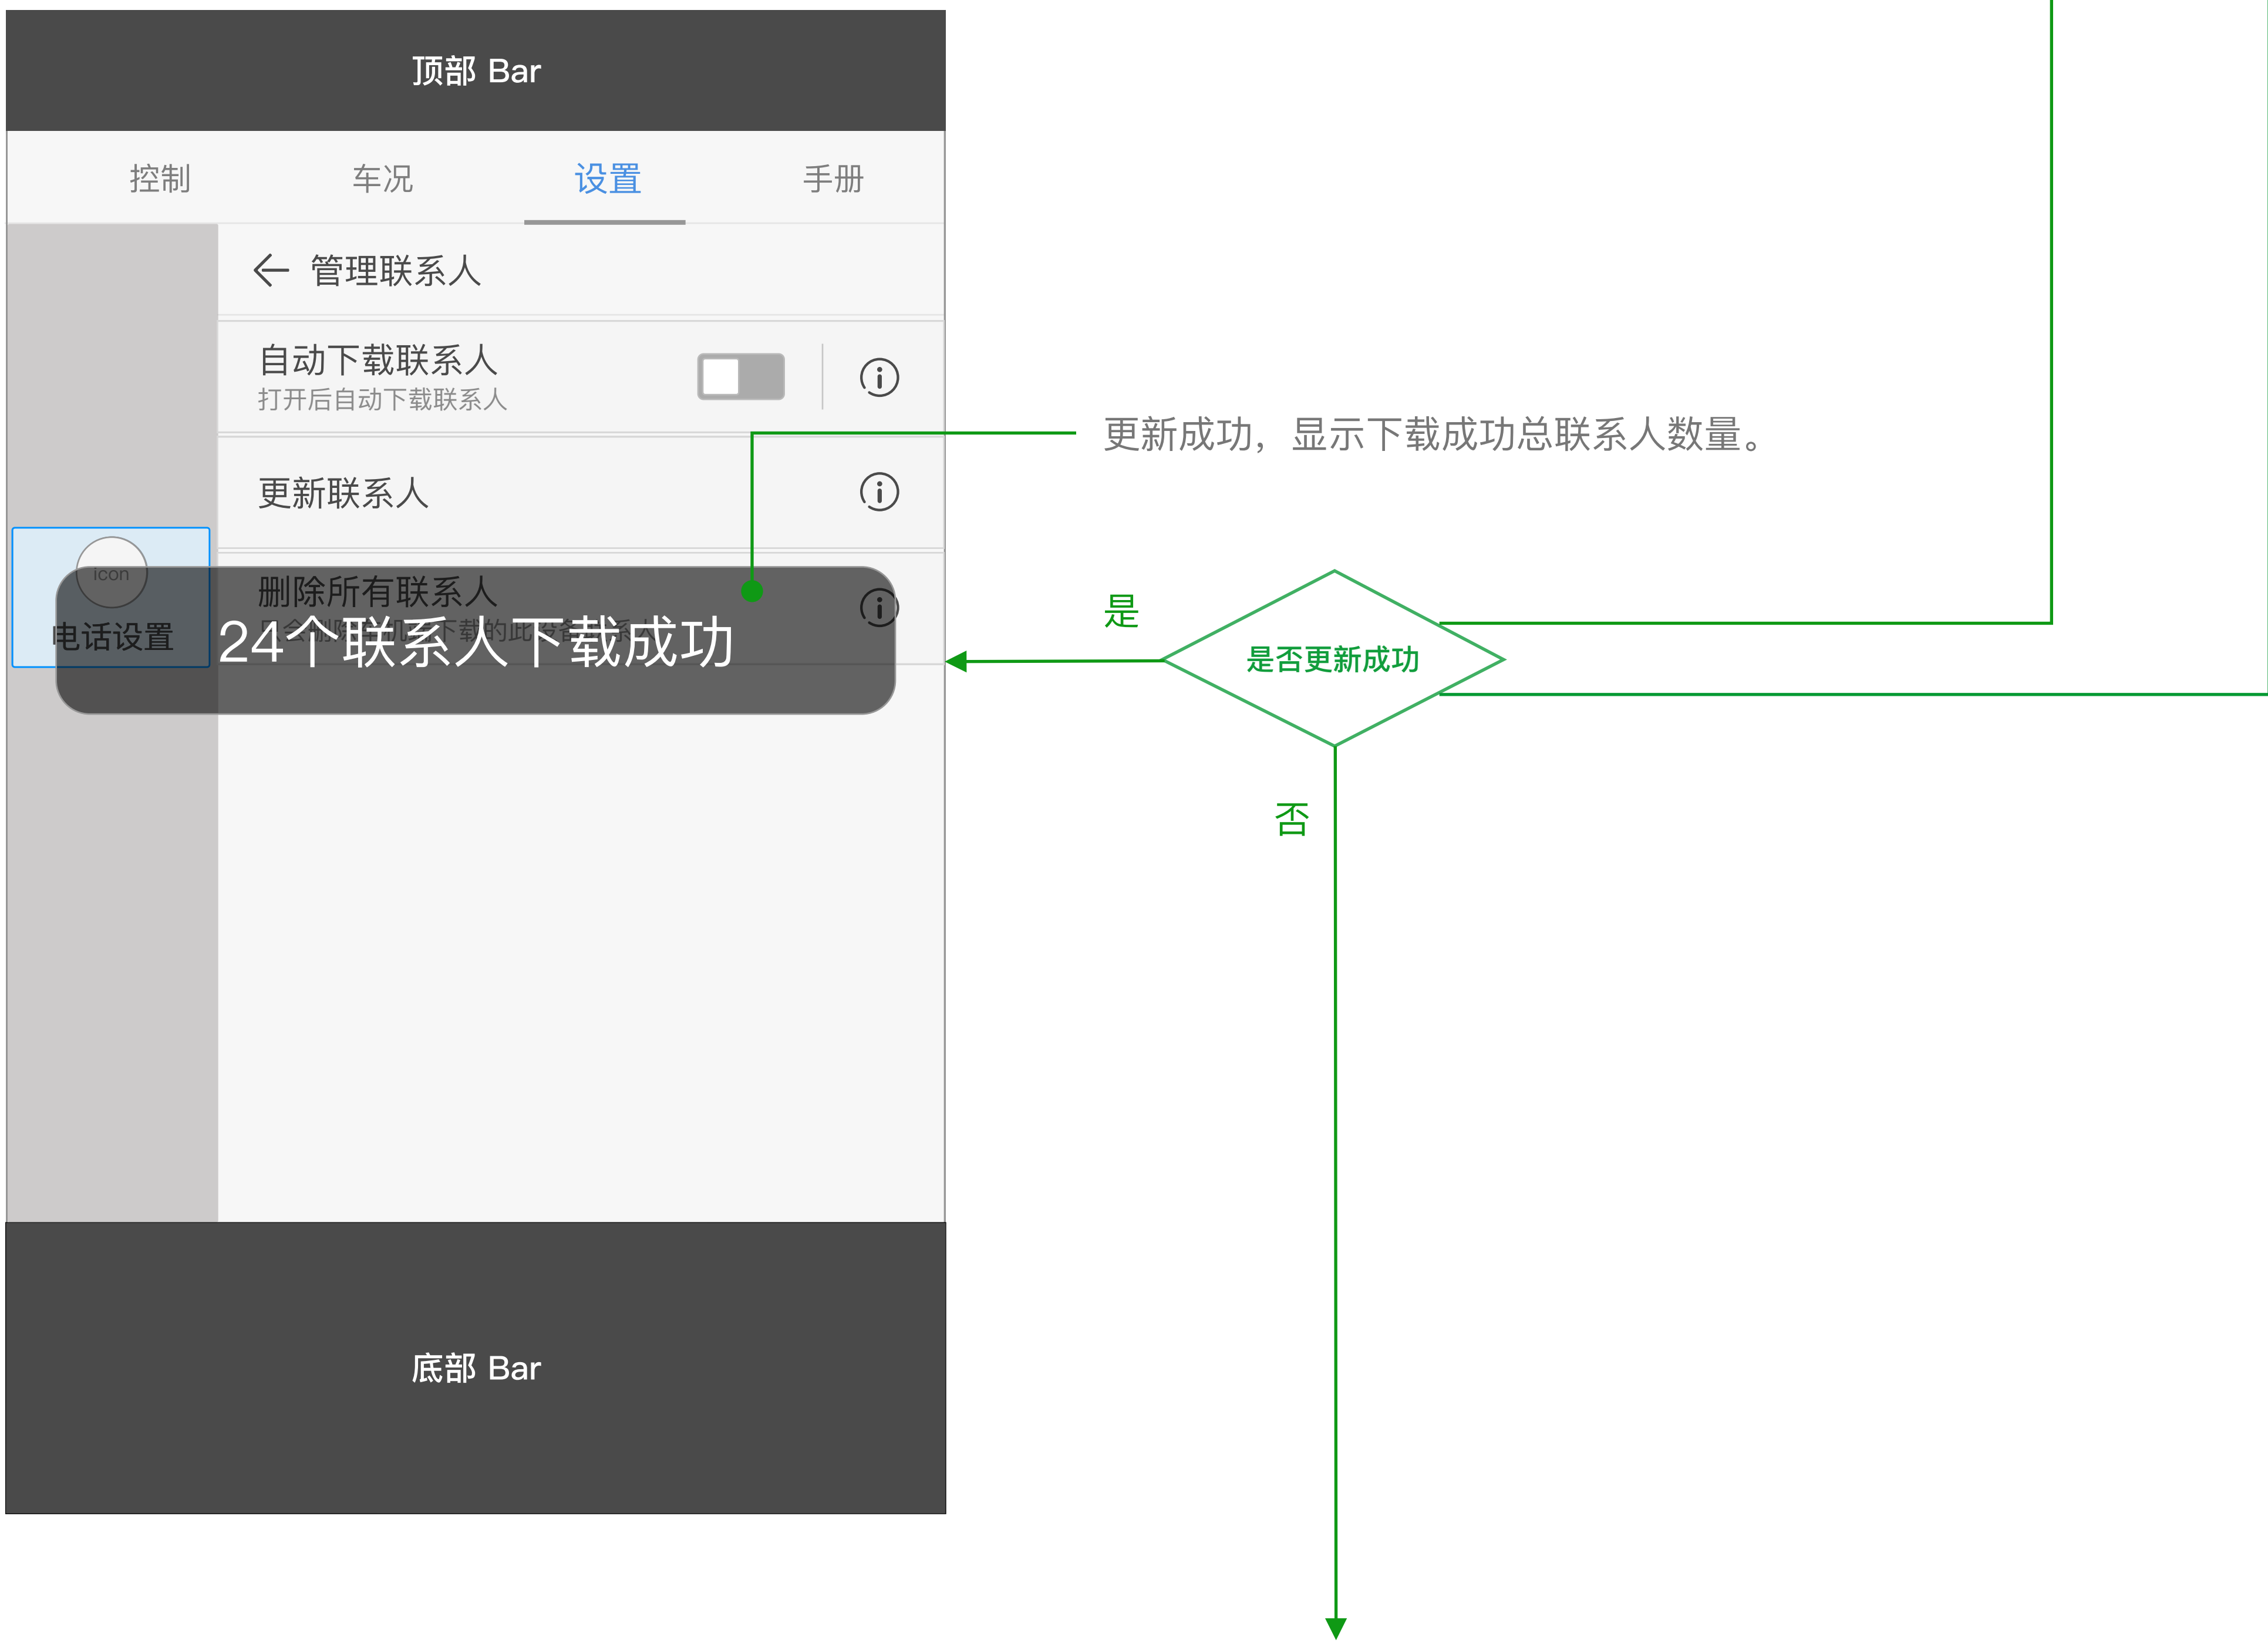 顶部 Bar
控制
车况
设置
手册
管理联系人
自动下载联系人
打开后自动下载联系人
更新联系人
icon
电话设置
删除所有联系人
24个联系人下载成功
更新成功，显示下载成功总联系人数量。
是
是否更新成功
否
底部 Bar